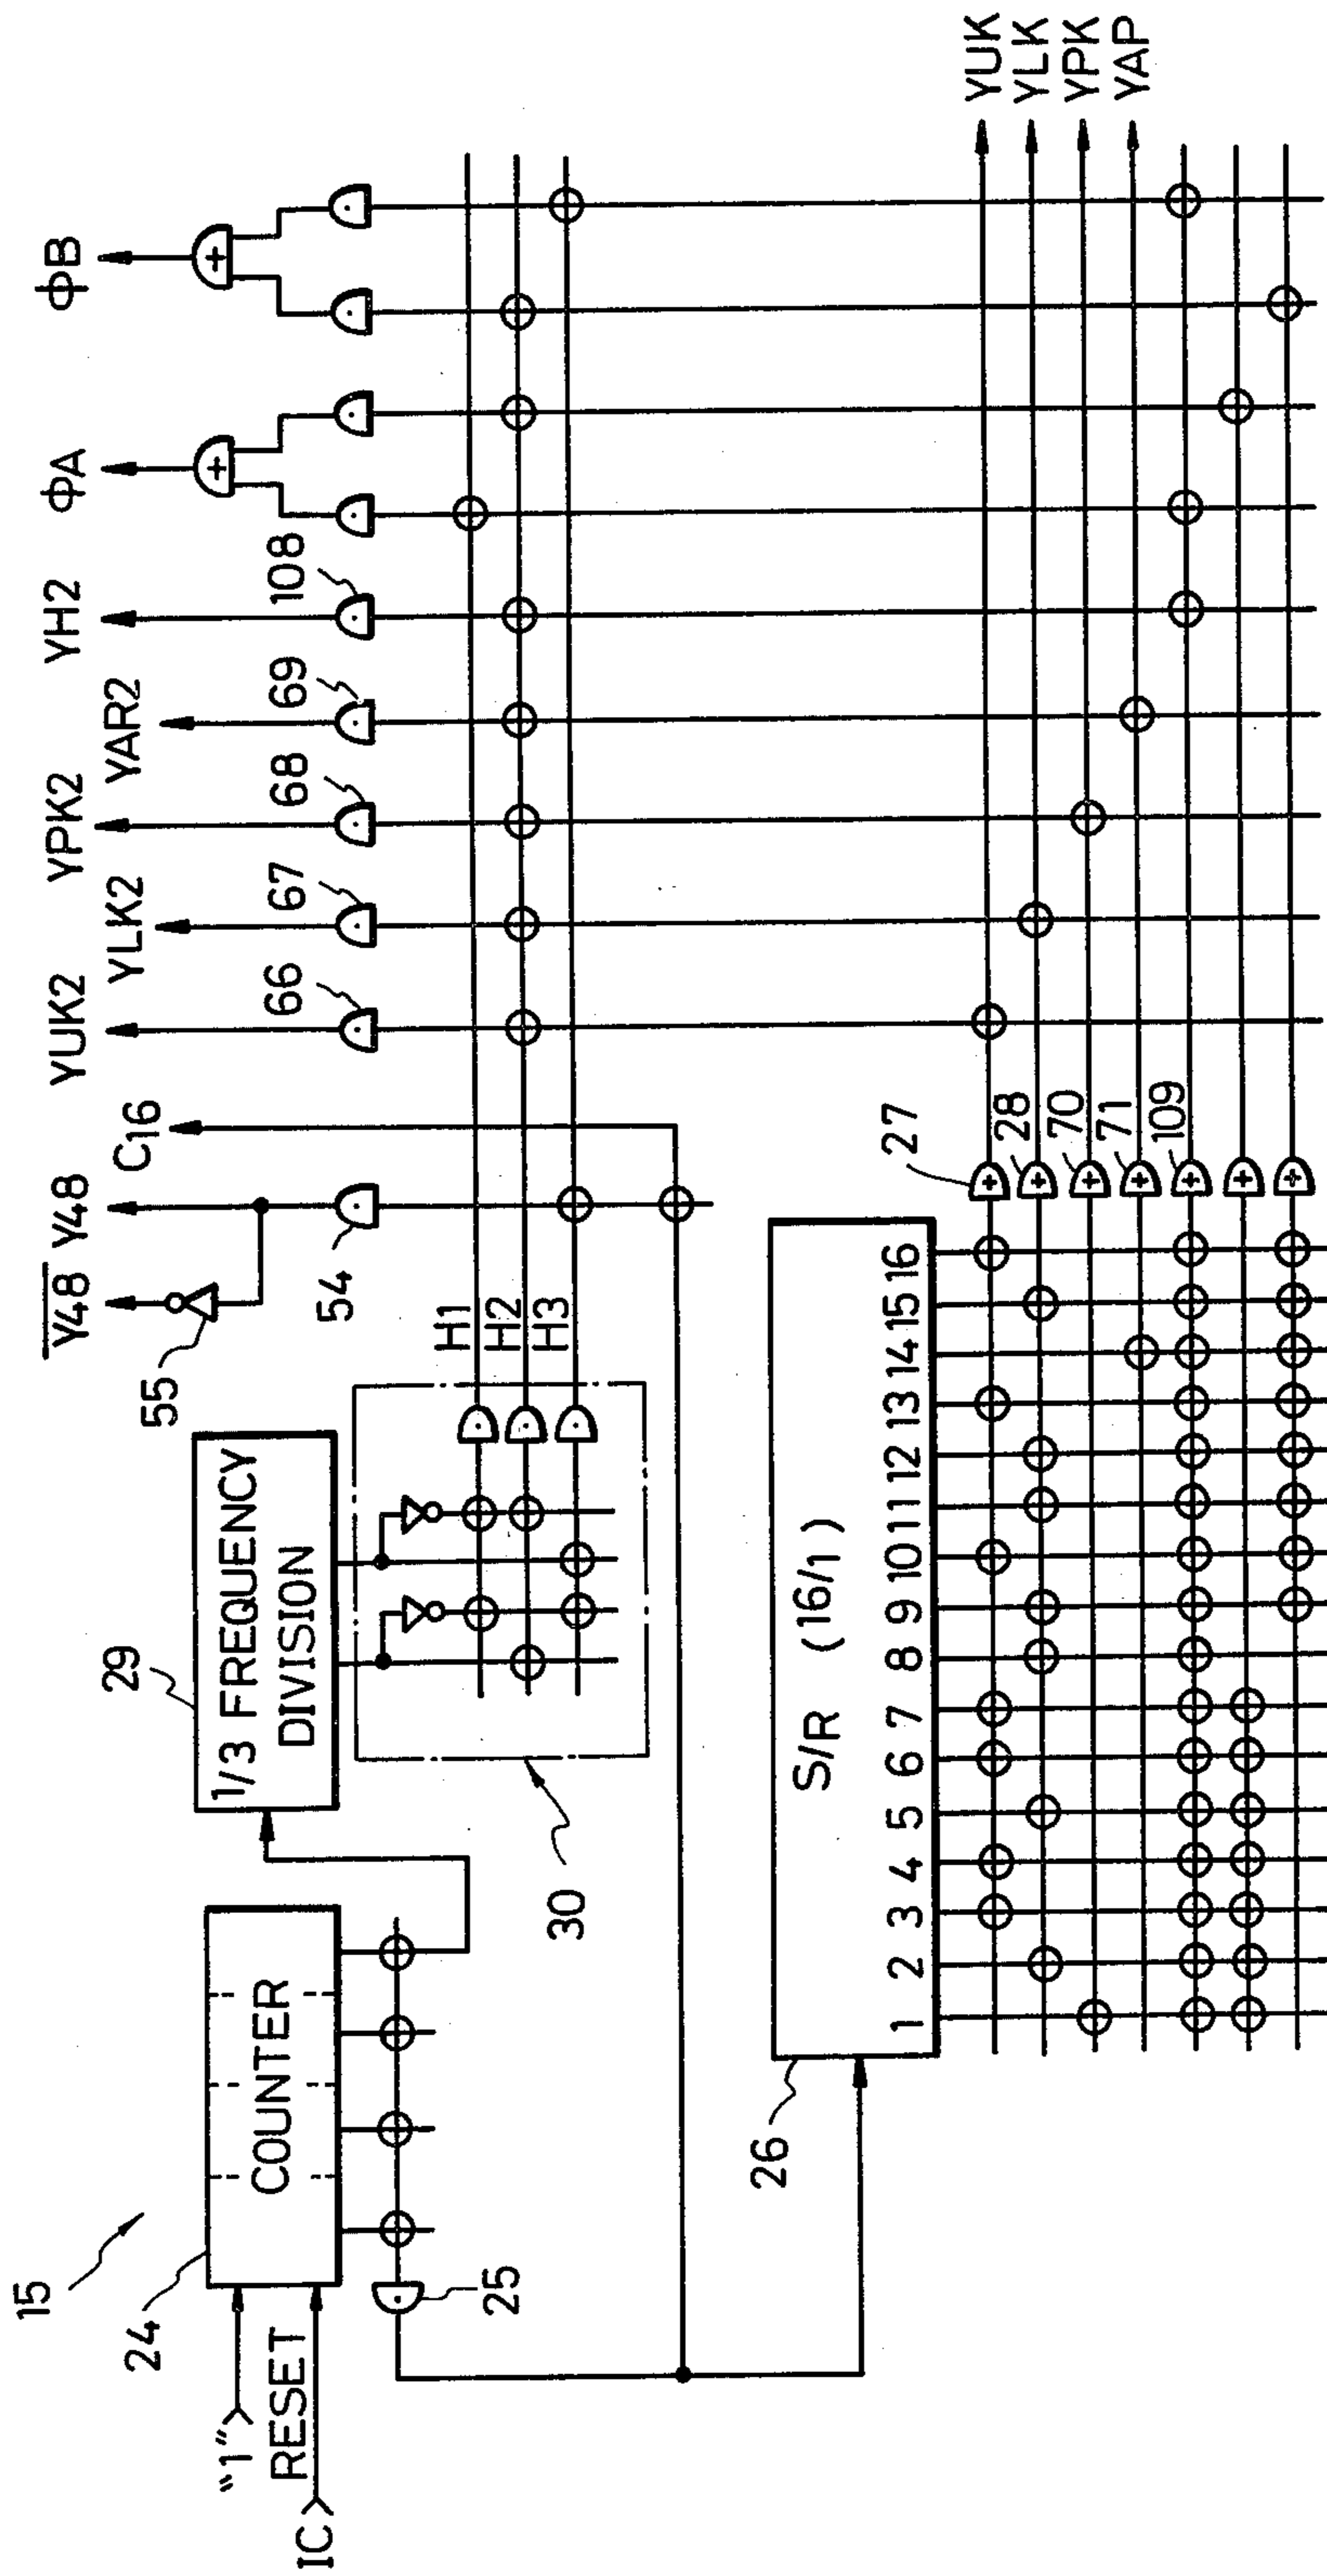 15
24
"1"
RESET
IC
COUNTER
25
29
1/3 FREQUENCY
DIVISION
30
55
54
Y48
Y48
C16
YUK2
YLK2
YPK2
YAR2
YH2
ΦA
ΦB
66
67
68
69
108
H1
H2
H3
26
S/R (16/1)
1 2 3 4 5 6 7 8 9 10 11 12 13 14 15 16
27
28
70
71
109
YUK
YLK
YPK
YAP